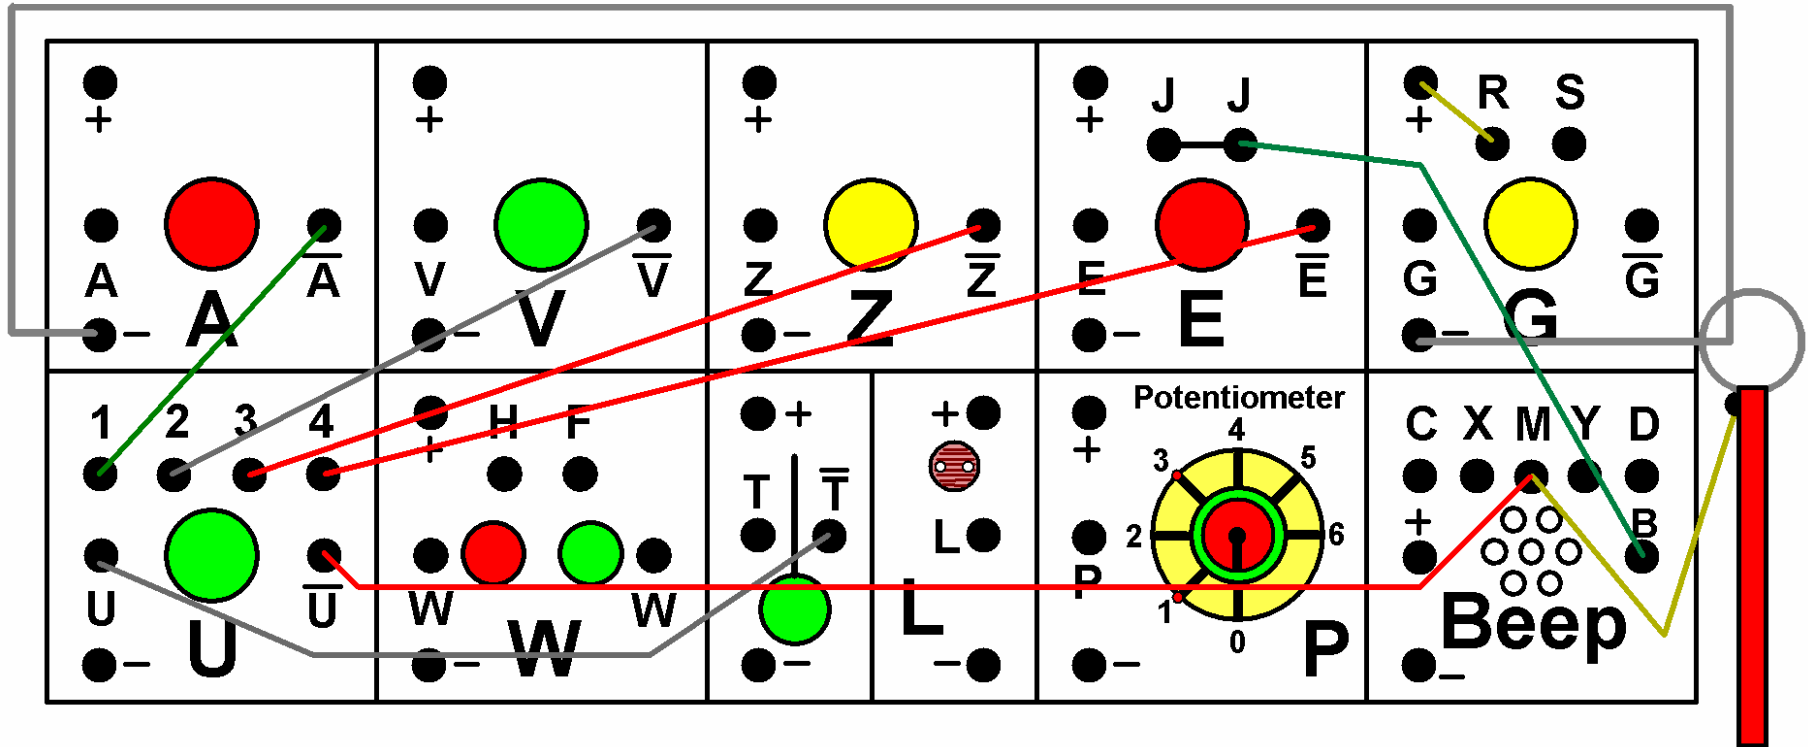 J J R S
+ + + + +
A A̅ V V̅ Z Z̅ E E̅ G G̅
A - V - Z - E - G -
1 2 3 4 H F + + Potentiometer C X M Y D
+ T T̅ L + 0 1 2 3 4 5 6 + B
U U̅ W W P
U - W - - L - P - Beep -